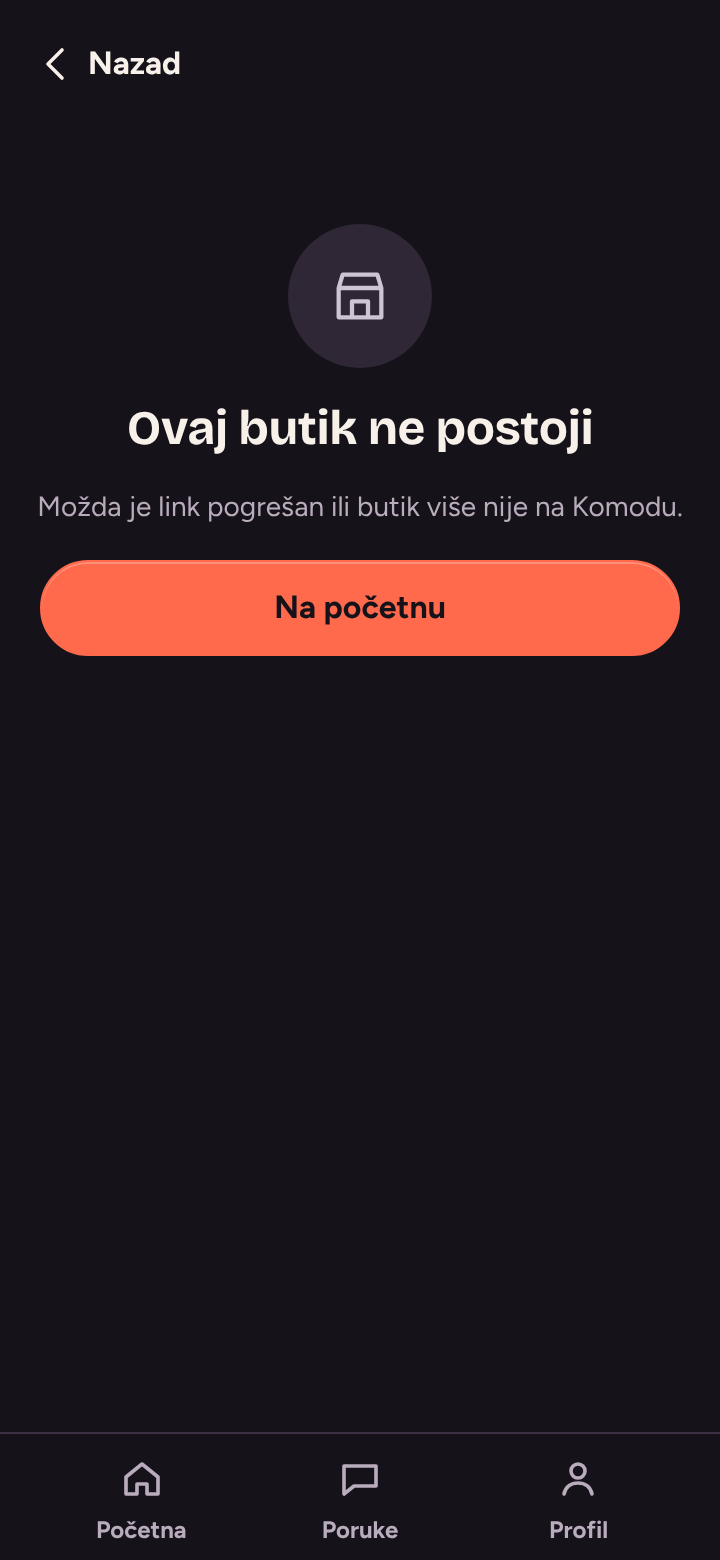 Nazad
Ovaj butik ne postoji
Možda je link pogrešan ili butik više nije na Komodu.
Na početnu
Početna
Poruke
Profil